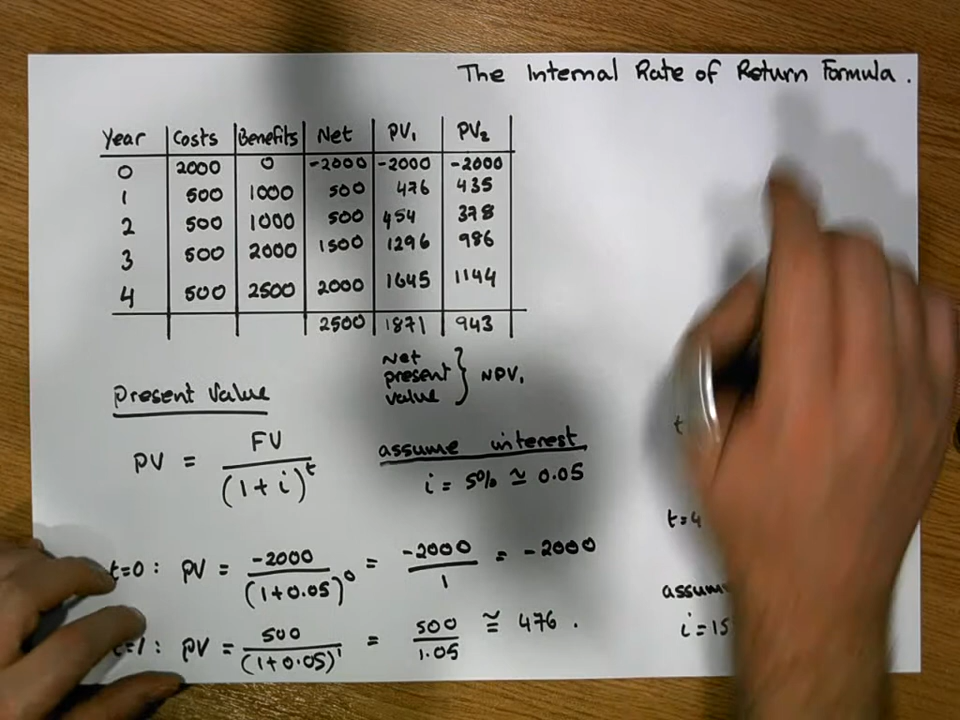 The Internal Rate of Return Formula.
Year Costs Benefits Net PV₁ PV₂
0 2000 0 -2000 -2000 -2000
1 500 1000 500 476 435
2 500 1000 500 454 378
3 500 2000 1500 1296 986
4 500 2500 2000 1645 1144
2500 1871 943
Net
present
value } NPV₁
Present Value
PV = FV / (1 + i)^t
assume interest
i = 5% ≅ 0.05
t=0 : PV = -2000 / (1+0.05)^0 = -2000 / 1 = -2000
t=1 : PV = 500 / (1+0.05)^1 = 500 / 1.05 ≅ 476 .
t
t=4
i=15